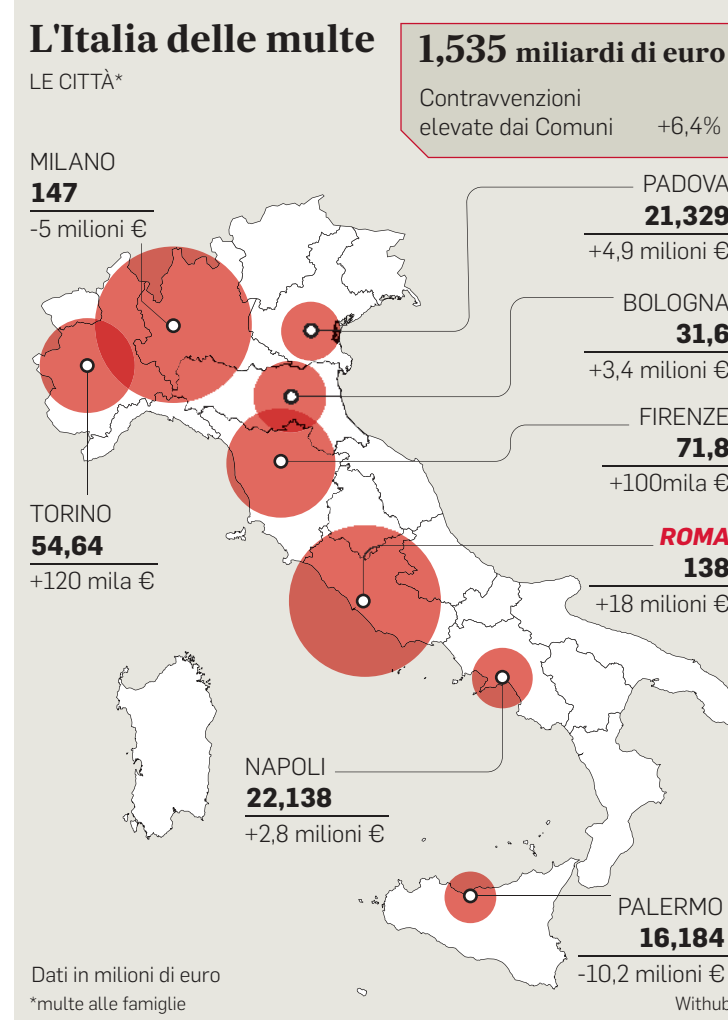 L'Italia delle multe
LE CITTÀ*
1,535 miliardi di euro
Contravvenzioni
elevate dai Comuni +6,4%
MILANO
147
-5 milioni €
PADOVA
21,329
+4,9 milioni €
BOLOGNA
31,6
+3,4 milioni €
FIRENZE
71,8
+100mila €
TORINO
54,64
+120 mila €
ROMA
138
+18 milioni €
NAPOLI
22,138
+2,8 milioni €
PALERMO
16,184
-10,2 milioni €
Dati in milioni di euro
*multe alle famiglie
Withub